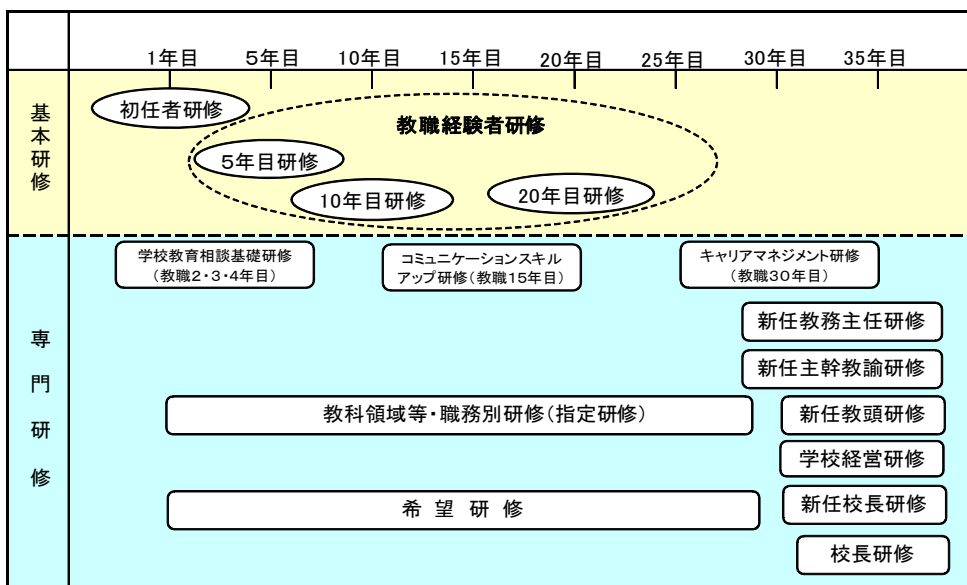 1年目 5年目 10年目 15年目 20年目 25年目 30年目 35年目
基本研修
初任者研修
教職経験者研修
5年目研修
10年目研修
20年目研修
専門研修
学校教育相談基礎研修
(教職2・3・4年目)
コミュニケーションスキル
アップ研修(教職15年目)
キャリアマネジメント研修
(教職30年目)
新任教務主任研修
新任主幹教諭研修
教科領域等・職務別研修(指定研修)
新任教頭研修
学校経営研修
希望研修
新任校長研修
校長研修